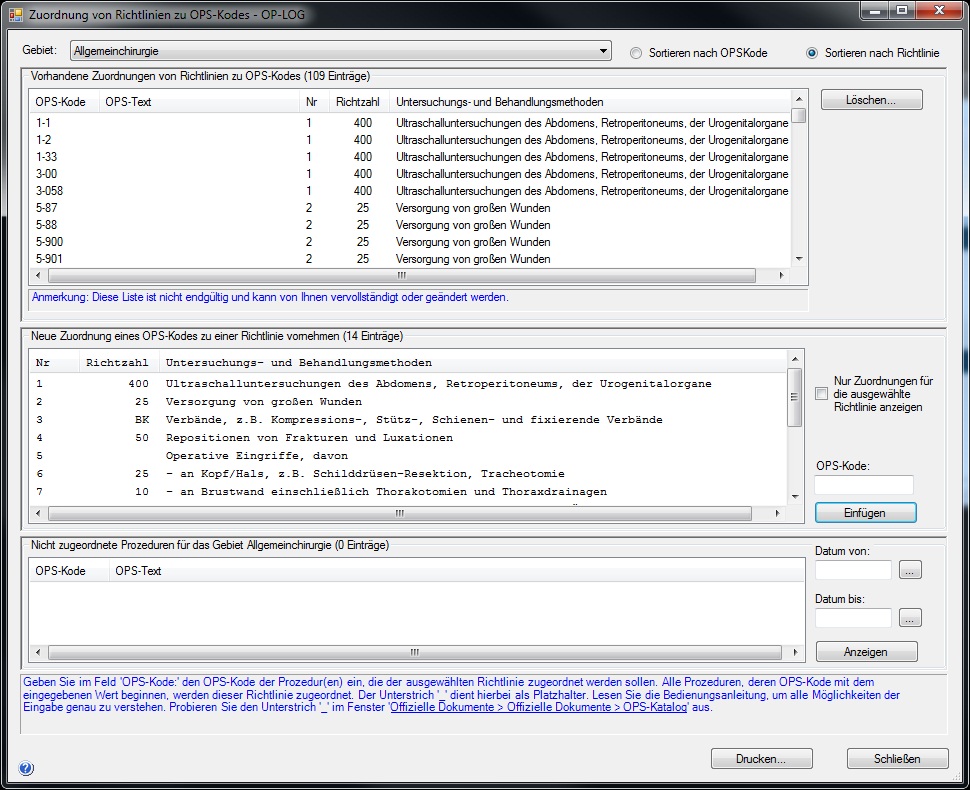 Zuordnung von Richtlinien zu OPS-Kodes - OP-LOG
Gebiet: Allgemeinchirurgie Sortieren nach OPSKode Sortieren nach Richtlinie
Vorhandene Zuordnungen von Richtlinien zu OPS-Kodes (109 Einträge)
OPS-Kode OPS-Text Nr Richtzahl Untersuchungs- und Behandlungsmethoden
Löschen...
1-1 1 400 Ultraschalluntersuchungen des Abdomens, Retroperitoneums, der Urogenitalorgane
1-2 1 400 Ultraschalluntersuchungen des Abdomens, Retroperitoneums, der Urogenitalorgane
1-33 1 400 Ultraschalluntersuchungen des Abdomens, Retroperitoneums, der Urogenitalorgane
3-00 1 400 Ultraschalluntersuchungen des Abdomens, Retroperitoneums, der Urogenitalorgane
3-058 1 400 Ultraschalluntersuchungen des Abdomens, Retroperitoneums, der Urogenitalorgane
5-87 2 25 Versorgung von großen Wunden
5-88 2 25 Versorgung von großen Wunden
5-900 2 25 Versorgung von großen Wunden
5-901 2 25 Versorgung von großen Wunden
Anmerkung: Diese Liste ist nicht endgültig und kann von Ihnen vervollständigt oder geändert werden.
Neue Zuordnung eines OPS-Kodes zu einer Richtlinie vornehmen (14 Einträge)
Nr Richtzahl Untersuchungs- und Behandlungsmethoden
1 400 Ultraschalluntersuchungen des Abdomens, Retroperitoneums, der Urogenitalorgane
2 25 Versorgung von großen Wunden
3 BK Verbände, z.B. Kompressions-, Stütz-, Schienen- und fixierende Verbände
4 50 Repositionen von Frakturen und Luxationen
5 Operative Eingriffe, davon
6 25 - an Kopf/Hals, z.B. Schilddrüsen-Resektion, Tracheotomie
7 10 - an Brustwand einschließlich Thorakotomien und Thoraxdrainagen
Nur Zuordnungen für
die ausgewählte
Richtlinie anzeigen
OPS-Kode:
Einfügen
Nicht zugeordnete Prozeduren für das Gebiet Allgemeinchirurgie (0 Einträge)
OPS-Kode OPS-Text
Datum von:
...
Datum bis:
...
Anzeigen
Geben Sie im Feld 'OPS-Kode:' den OPS-Kode der Prozedur(en) ein, die der ausgewählten Richtlinie zugeordnet werden sollen. Alle Prozeduren, deren OPS-Kode mit dem
eingegebenen Wert beginnen, werden dieser Richtlinie zugeordnet. Der Unterstrich '_' dient hierbei als Platzhalter. Lesen Sie die Bedienungsanleitung, um alle Möglichkeiten der
Eingabe genau zu verstehen. Probieren Sie den Unterstrich '_' im Fenster 'Offizielle Dokumente > Offizielle Dokumente > OPS-Katalog' aus.
? Drucken... Schließen